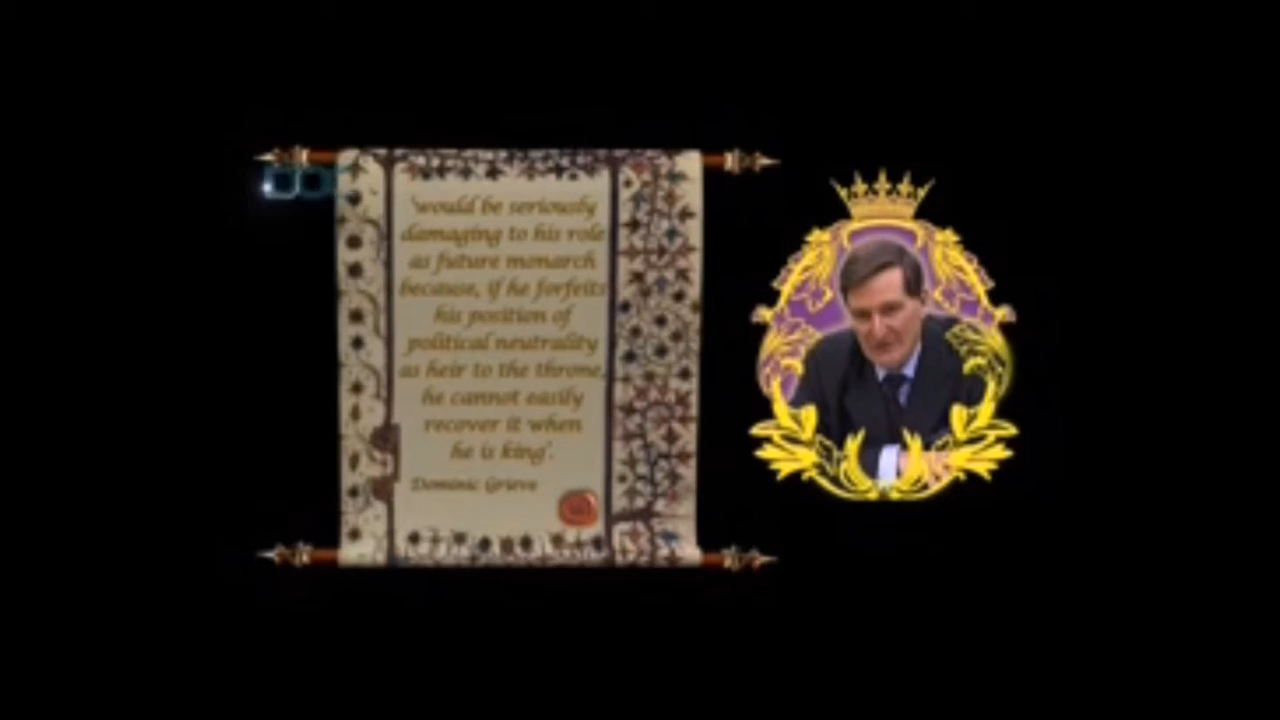 'would be seriously
damaging to his role
as future monarch
because, if he forfeits
his position of
political neutrality
as heir to the throne,
he cannot easily
recover it when
he is king'.
Dominic Grieve